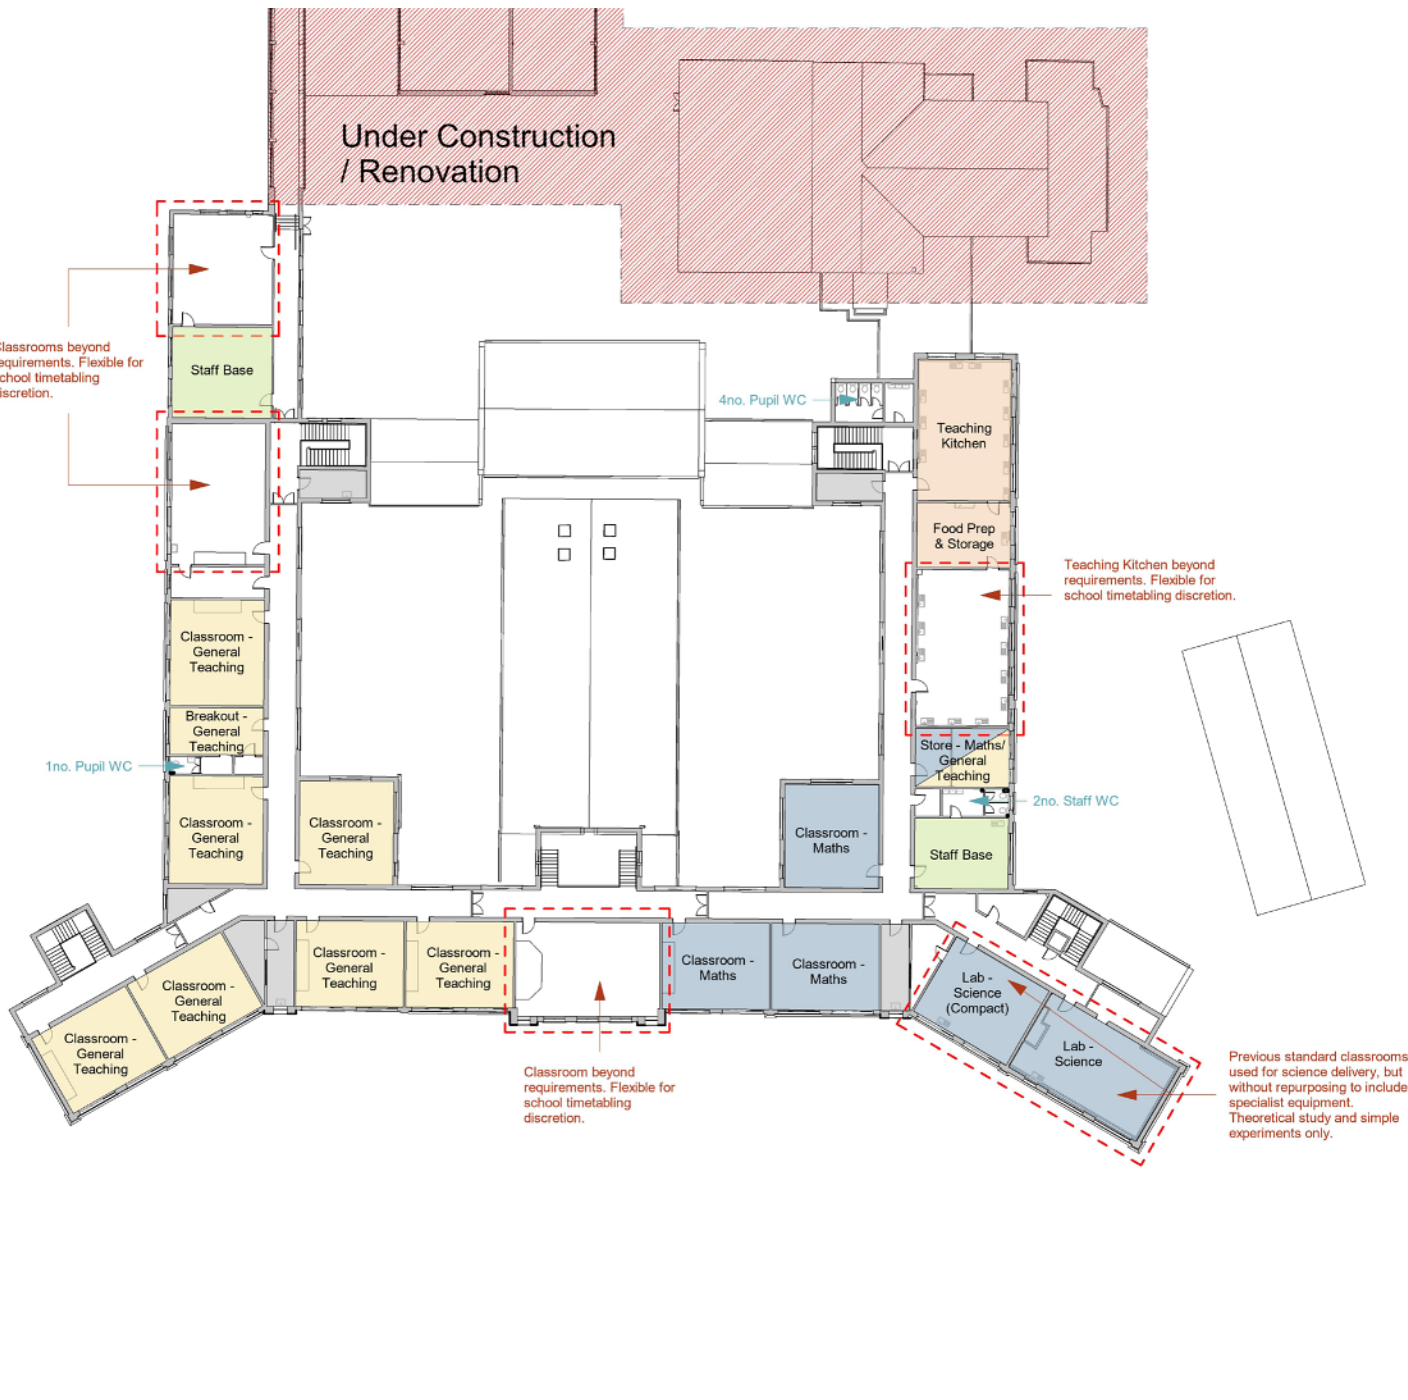 Under Construction
/ Renovation
lassrooms beyond
equirements. Flexible for
chool timetabling
iscretion.
Staff Base
4no. Pupil WC
Teaching
Kitchen
Food Prep
& Storage
Teaching Kitchen beyond
requirements. Flexible for
school timetabling discretion.
Classroom -
General
Teaching
Breakout -
General
Teaching
1no. Pupil WC
Classroom -
General
Teaching
Classroom -
General
Teaching
Classroom -
Maths
Store - Maths/
General
Teaching
2no. Staff WC
Staff Base
Classroom -
General
Teaching
Classroom -
General
Teaching
Classroom -
General
Teaching
Classroom -
General
Teaching
Classroom -
Maths
Classroom -
Maths
Lab -
Science
(Compact)
Lab -
Science
Classroom beyond
requirements. Flexible for
school timetabling
discretion.
Previous standard classrooms
used for science delivery, but
without repurposing to include
specialist equipment.
Theoretical study and simple
experiments only.